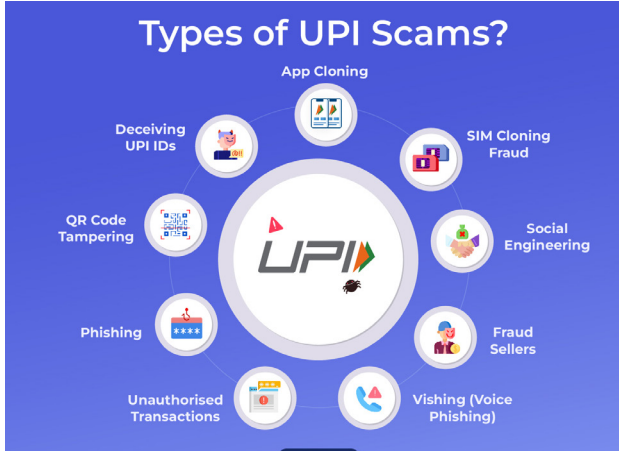 Types of UPI Scams?
App Cloning
SIM Cloning
Fraud
Social
Engineering
Fraud
Sellers
Vishing (Voice
Phishing)
Unauthorised
Transactions
Phishing
****
QR Code
Tampering
Deceiving
UPI IDs
UPI